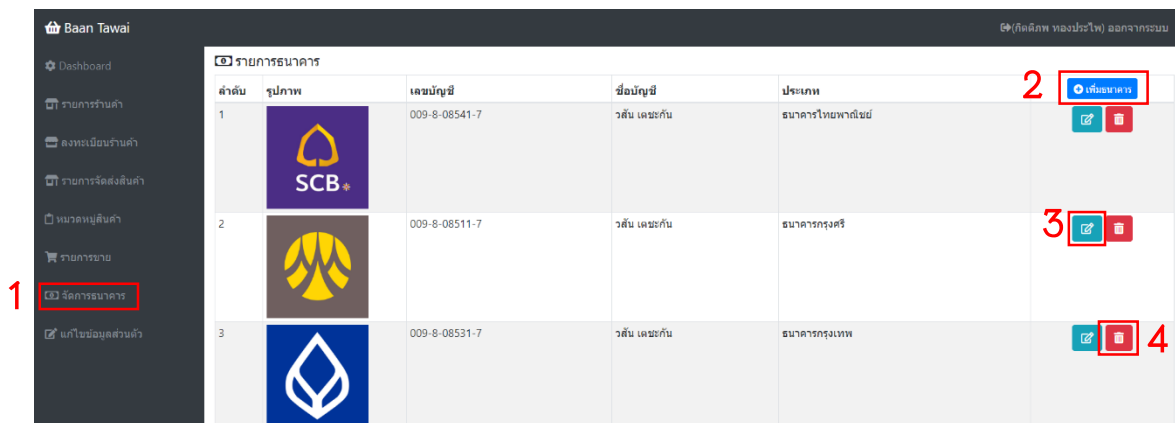 Baan Tawai
(กิตติภพ ทองประไพ) ออกจากระบบ
Dashboard
รายการร้านค้า
ลงทะเบียนร้านค้า
รายการจัดส่งสินค้า
หมวดหมู่สินค้า
รายการขาย
1 จัดการธนาคาร
แก้ไขข้อมูลส่วนตัว
รายการธนาคาร
ลำดับ รูปภาพ เลขบัญชี ชื่อบัญชี ประเภท 2 เพิ่มธนาคาร
1 SCB 009-8-08541-7 วสัน เดชะกัน ธนาคารไทยพาณิชย์
2 009-8-08511-7 วสัน เดชะกัน ธนาคารกรุงศรี 3
3 009-8-08531-7 วสัน เดชะกัน ธนาคารกรุงเทพ 4